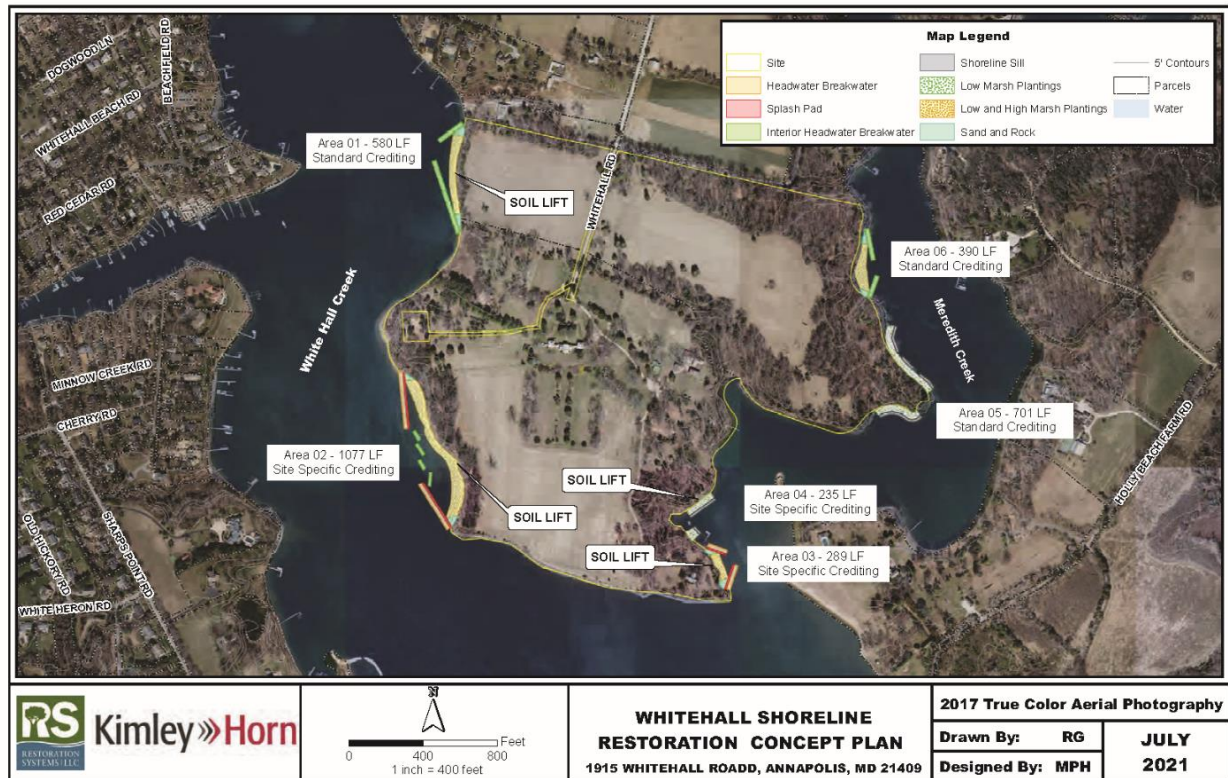 Map Legend
Site
Headwater Breakwater
Splash Pad
Interior Headwater Breakwater
Shoreline Sill
Low Marsh Plantings
Low and High Marsh Plantings
Sand and Rock
5' Contours
Parcels
Water
DOGWOOD LN
BEACHFIELD RD
WHITEHALL BEACH RD
RED CEDAR RD
Area 01 - 580 LF
Standard Crediting
SOIL LIFT
WHITEHALL RD
Area 06 - 390 LF
Standard Crediting
White Hall Creek
Meredith Creek
MINNOW CREEK RD
CHERRY RD
Area 05 - 701 LF
Standard Crediting
HOLLY BEACH FARM RD
Area 02 - 1077 LF
Site Specific Crediting
SOIL LIFT
SOIL LIFT
Area 04 - 235 LF
Site Specific Crediting
SOIL LIFT
Area 03 - 289 LF
Site Specific Crediting
OLD HICKORY RD
SHARPS POINT RD
WHITE HERON RD
RS
RESTORATION
SYSTEMS | LLC
Kimley»Horn
N
Feet
0 400 800
1 inch = 400 feet
WHITEHALL SHORELINE
RESTORATION CONCEPT PLAN
1915 WHITEHALL ROADD, ANNAPOLIS, MD 21409
2017 True Color Aerial Photography
Drawn By: RG
Designed By: MPH
JULY
2021